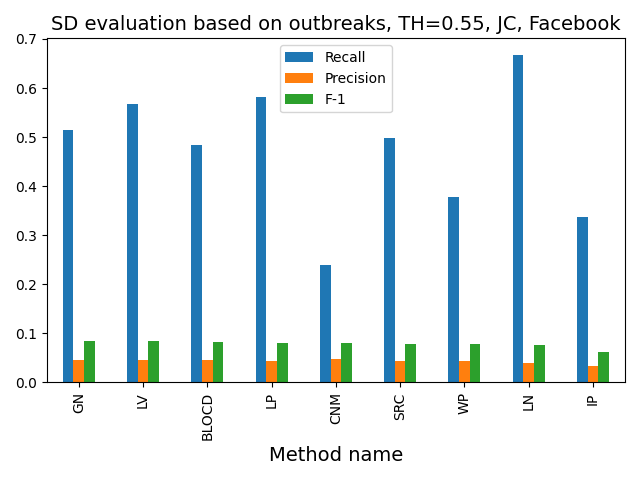 SD evaluation based on outbreaks, TH=0.55, JC, Facebook
0.7
0.6
0.5
0.4
0.3
0.2
0.1
0.0
Recall
Precision
F-1
GN
LV
BLOCD
LP
CNM
SRC
WP
LN
IP
Method name